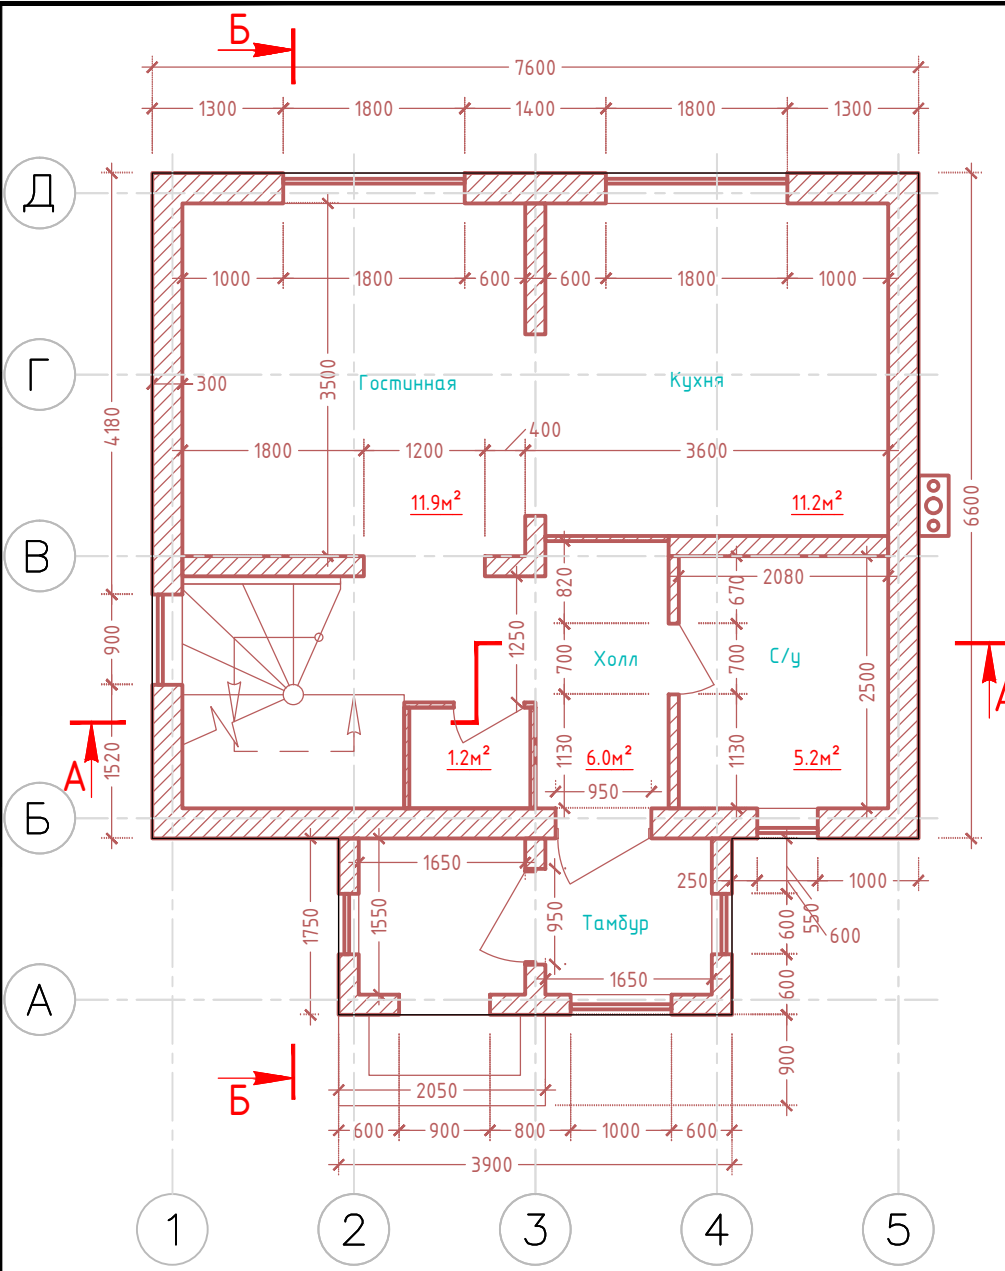 Б
7600
1300 1800 1400 1800 1300
Д
1000 1800 600 600 1800 1000
Г
300
3500
Гостинная
Кухня
4180
400
1800 1200 3600
11.9м²
11.2м²
6600
В
820
670
2080
900
1250
700
Холл
700
С/у
2500
А
А
1520
1.2м²
1130
6.0м²
1130
5.2м²
950
Б
1650
250
1000
1750
1550
950
Тамбур
600
550
600
1650
600
А
900
Б
2050
600 900 800 1000 600
3900
1 2 3 4 5